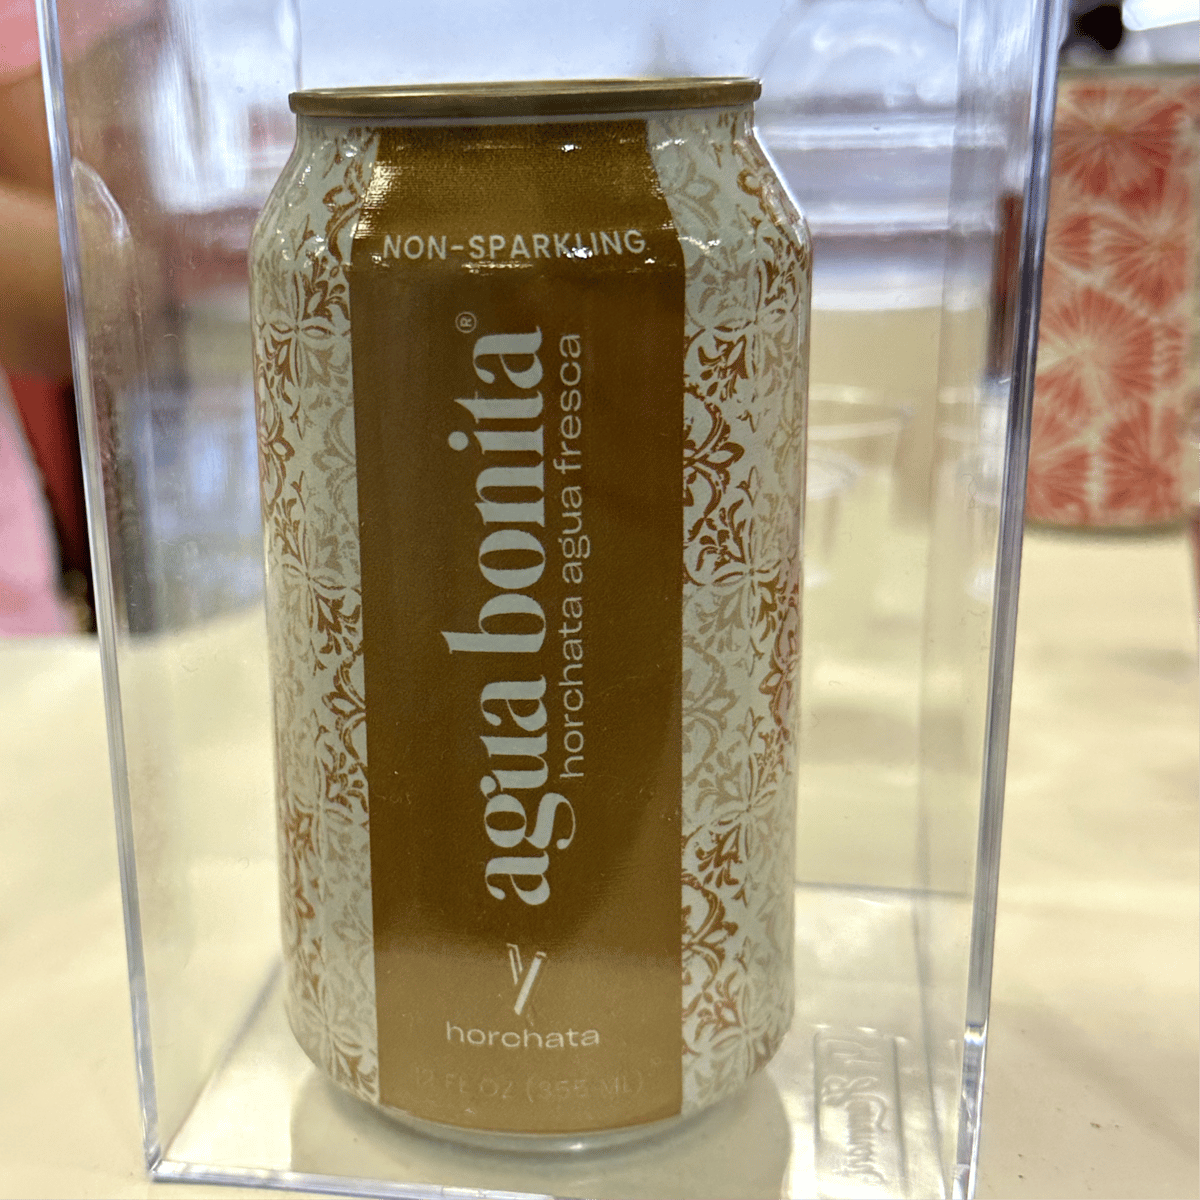 NON-SPARKLING
agua bonita®
horchata agua fresca
horchata
12 FL OZ (355 ML)